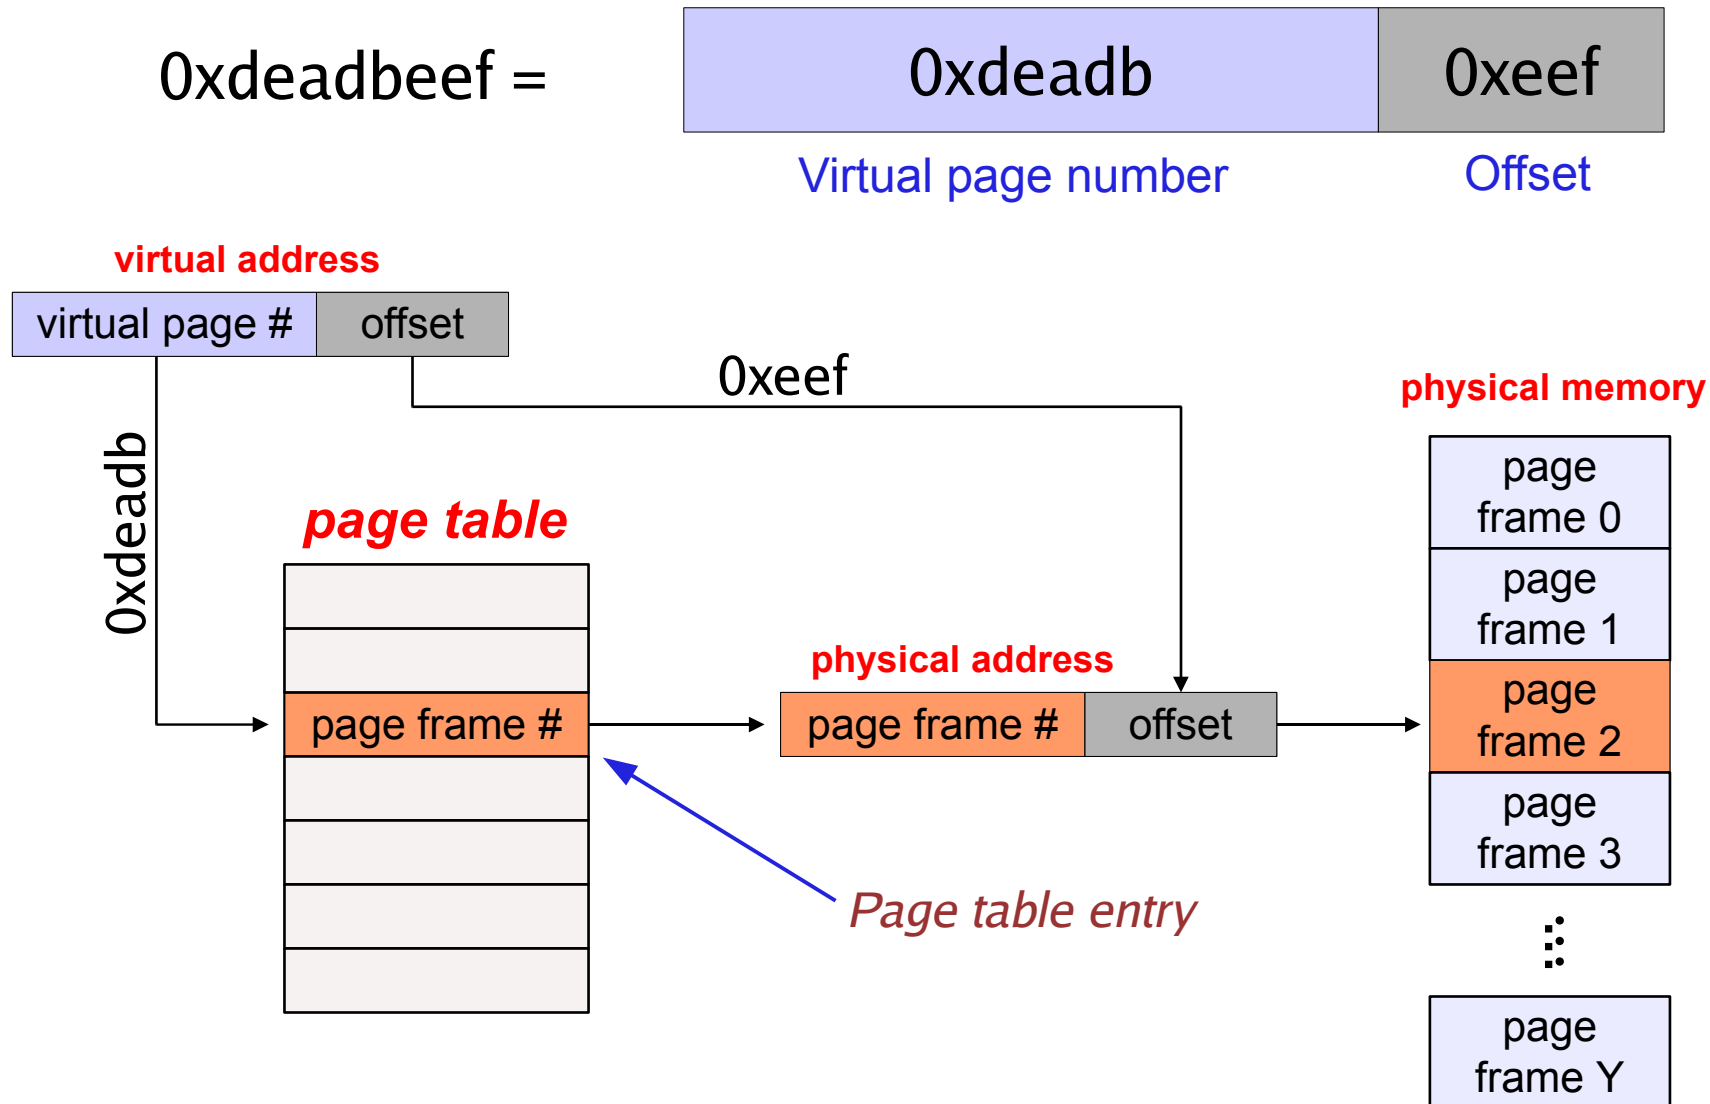 0xdeadbeef =
0xdeadb
0xeef
Virtual page number
Offset
virtual address
virtual page #
offset
0xeef
0xdeadb
physical memory
page table
page frame #
physical address
page frame #
offset
Page table entry
page
frame 0
page
frame 1
page
frame 2
page
frame 3
page
frame Y